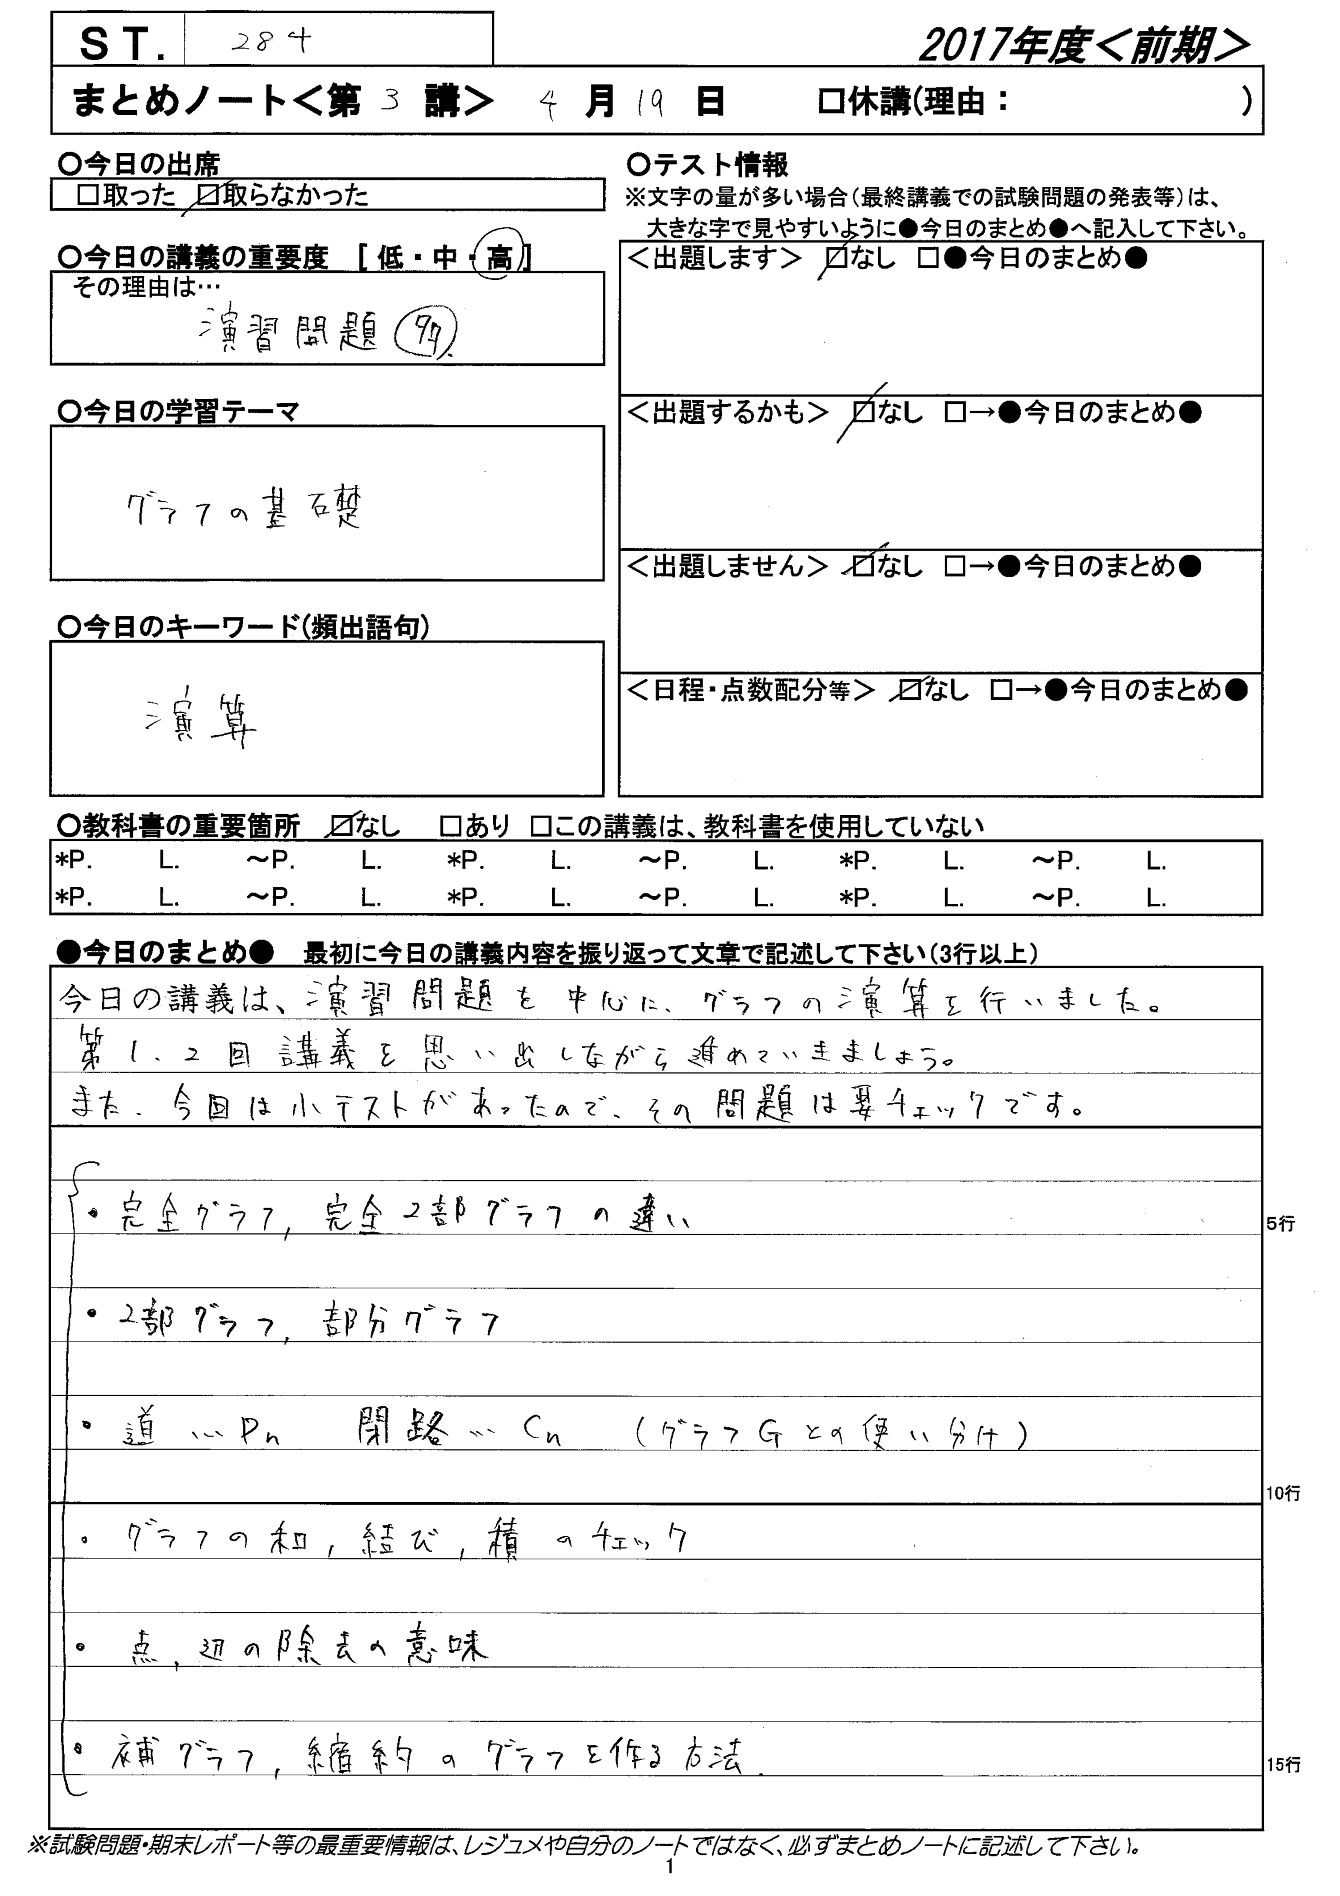 ST. 284
2017年度＜前期＞
まとめノート＜第 3 講＞ 4 月 19 日 □休講(理由： )
○今日の出席
□取った ☑取らなかった
○今日の講義の重要度 [ 低・中・高 ]
その理由は…
演習問題 多
○今日の学習テーマ
グラフの基礎
○今日のキーワード(頻出語句)
演算
○テスト情報
※文字の量が多い場合(最終講義での試験問題の発表等)は、
大きな字で見やすいように●今日のまとめ●へ記入して下さい。
＜出題します＞ ☑なし □●今日のまとめ●
＜出題するかも＞ ☑なし □→●今日のまとめ●
＜出題しません＞ ☑なし □→●今日のまとめ●
＜日程・点数配分等＞ ☑なし □→●今日のまとめ●
○教科書の重要箇所 ☑なし □あり □この講義は、教科書を使用していない
*P. L. ～P. L. *P. L. ～P. L. *P. L. ～P. L.
*P. L. ～P. L. *P. L. ～P. L. *P. L. ～P. L.
●今日のまとめ● 最初に今日の講義内容を振り返って文章で記述して下さい(3行以上)
今日の講義は、演習問題を中心に、グラフの演算を行いました。
第1、2回講義を思い出しながら進めていきましょう。
また、今回は小テストがあったので、その問題は要チェックです。
・完全グラフ, 完全2部グラフの違い
5行
・2部グラフ, 部分グラフ
・道 … Pn 閉路 … Cn (グラフGとの使い分け)
10行
・グラフの和, 結び, 積のチェック
・点, 辺の除去の意味
・補グラフ, 縮約のグラフを作る方法.
15行
※試験問題・期末レポート等の最重要情報は、レジュメや自分のノートではなく、必ずまとめノートに記述して下さい。
1